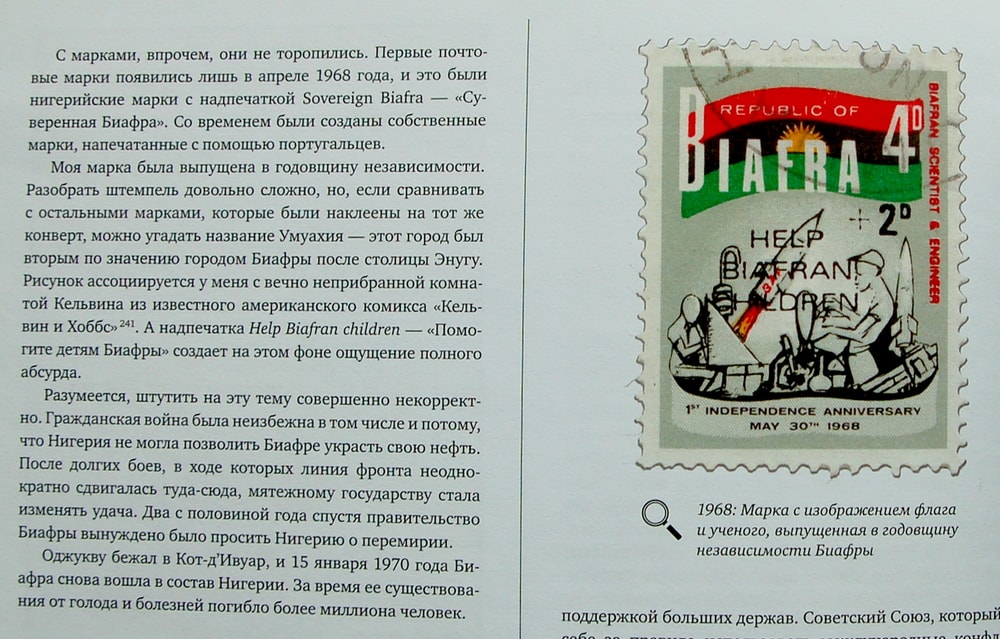 С марками, впрочем, они не торопились. Первые почто-
вые марки появились лишь в апреле 1968 года, и это были
нигерийские марки с надпечаткой Sovereign Biafra — «Су-
веренная Биафра». Со временем были созданы собственные
марки, напечатанные с помощью португальцев.
Моя марка была выпущена в годовщину независимости.
Разобрать штемпель довольно сложно, но, если сравнивать
с остальными марками, которые были наклеены на тот же
конверт, можно угадать название Умуахия — этот город был
вторым по значению городом Биафры после столицы Энугу.
Рисунок ассоциируется у меня с вечно неприбранной комна-
той Кельвина из известного американского комикса «Кель-
вин и Хоббс»241. А надпечатка Help Biafran children — «Помо-
гите детям Биафры» создает на этом фоне ощущение полного
абсурда.
Разумеется, штутить на эту тему совершенно некоррект-
но. Гражданская война была неизбежна в том числе и потому,
что Нигерия не могла позволить Биафре украсть свою нефть.
После долгих боев, в ходе которых линия фронта неодно-
кратно сдвигалась туда-сюда, мятежному государству стала
изменять удача. Два с половиной года спустя правительство
Биафры вынуждено было просить Нигерию о перемирии.
Оджукву бежал в Кот-д'Ивуар, и 15 января 1970 года Би-
афра снова вошла в состав Нигерии. За время ее существова-
ния от голода и болезней погибло более миллиона человек.
REPUBLIC OF
BIAFRA 4D
BIAFRAN SCIENTIST & ENGINEER
+2D
HELP
BIAFRAN
CHILDREN
1ST INDEPENDENCE ANNIVERSARY
MAY 30TH 1968
1968: Марка с изображением флага
и ученого, выпущенная в годовщину
независимости Биафры
поддержкой больших держав. Советский Союз, который